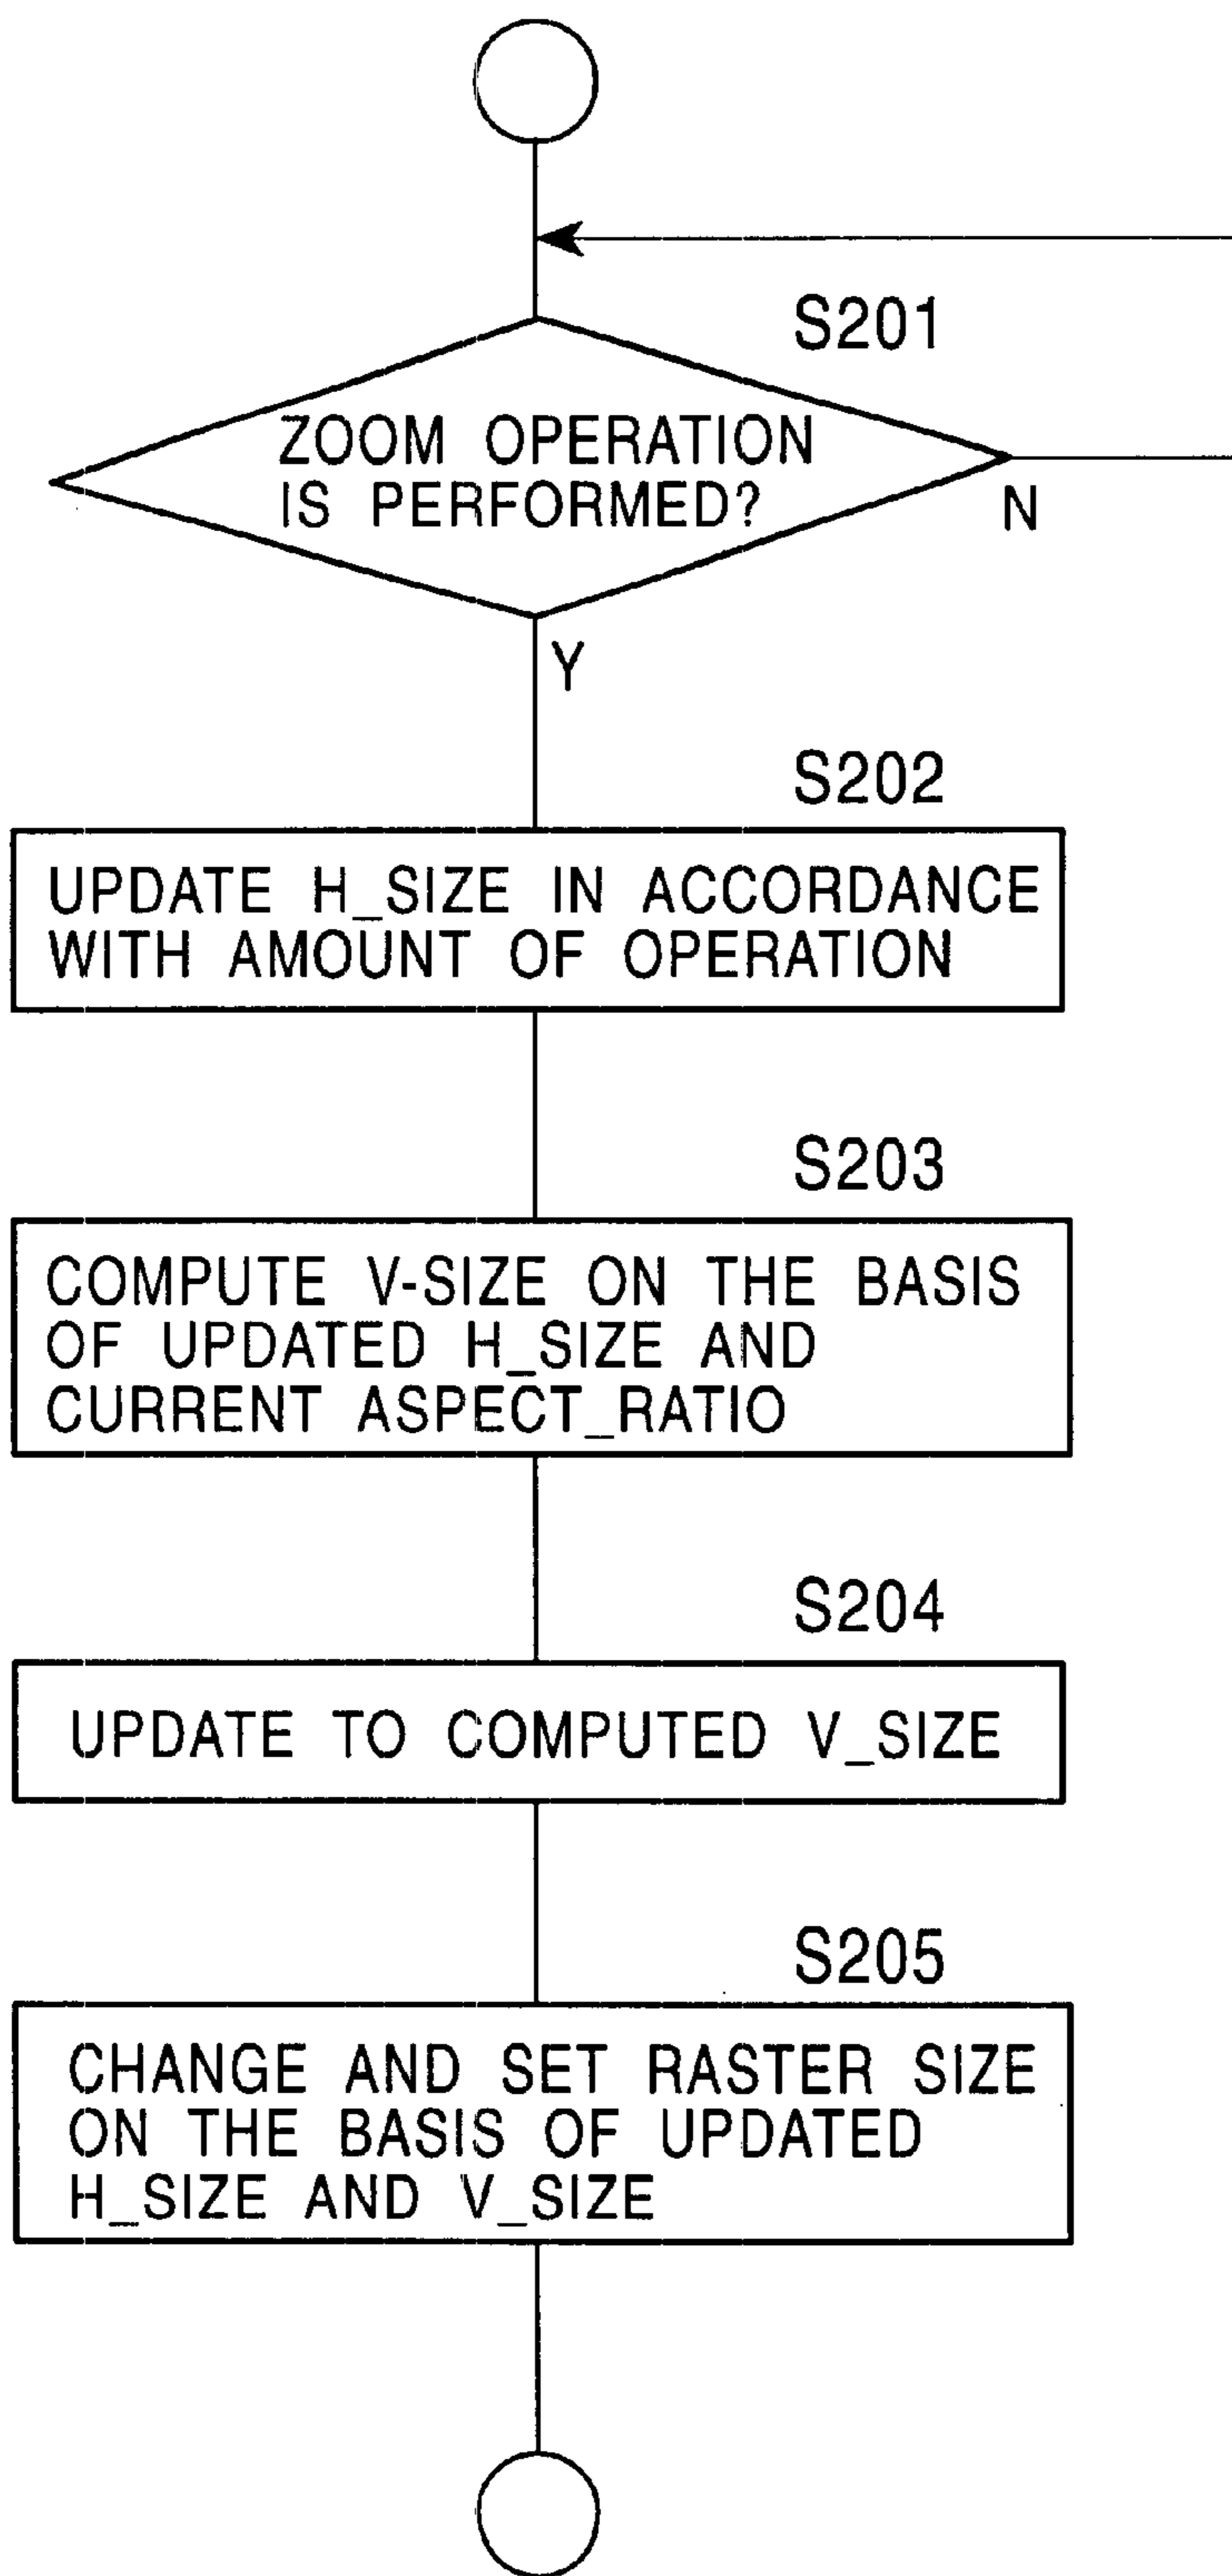 S201
ZOOM OPERATION
IS PERFORMED?
N
Y
S202
UPDATE H_SIZE IN ACCORDANCE
WITH AMOUNT OF OPERATION
S203
COMPUTE V-SIZE ON THE BASIS
OF UPDATED H_SIZE AND
CURRENT ASPECT_RATIO
S204
UPDATE TO COMPUTED V_SIZE
S205
CHANGE AND SET RASTER SIZE
ON THE BASIS OF UPDATED
H_SIZE AND V_SIZE